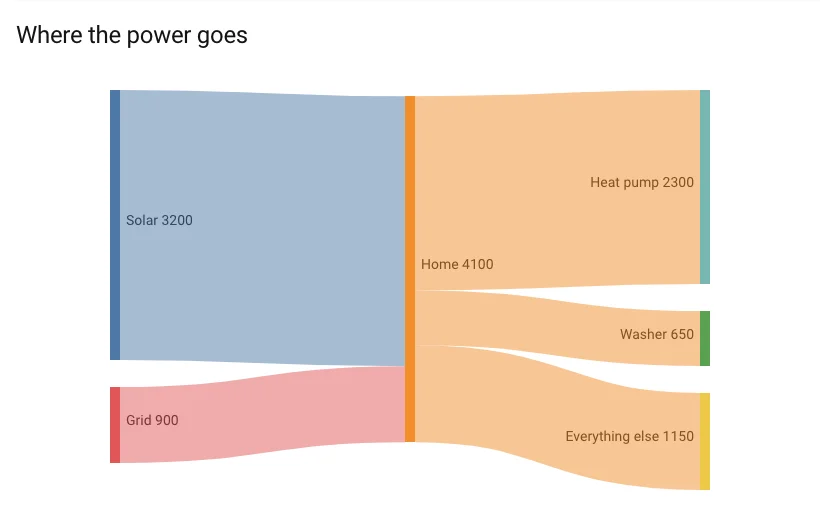 Where the power goes
Solar 3200
Grid 900
Home 4100
Heat pump 2300
Washer 650
Everything else 1150